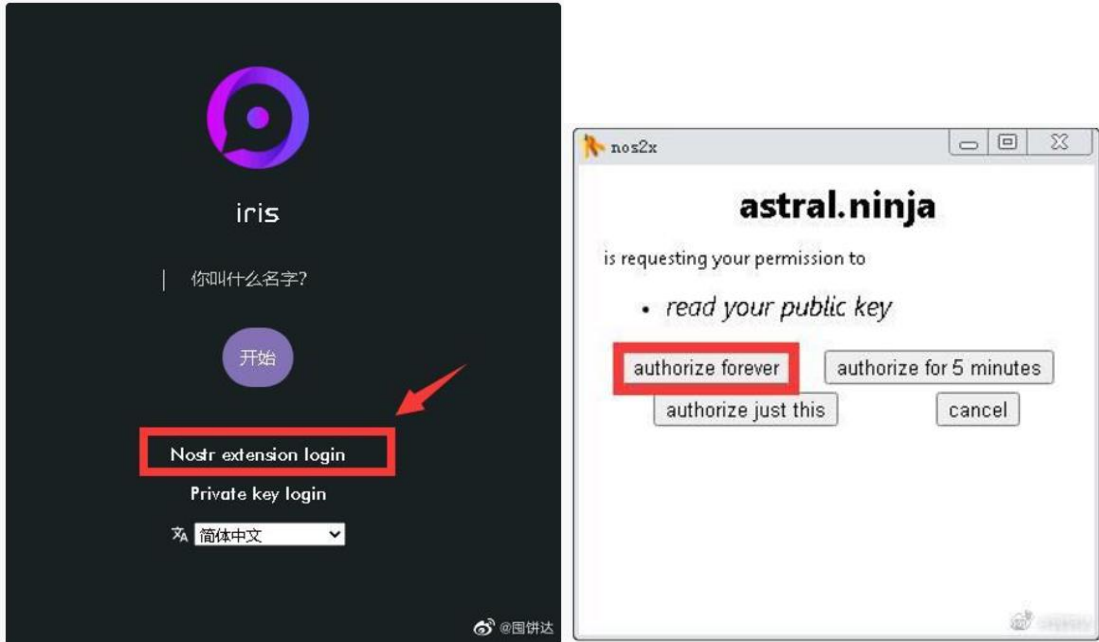 iris
你叫什么名字?
开始
Nostr extension login
Private key login
简体中文
@囤饼达
nos2x
astral.ninja
is requesting your permission to
• read your public key
authorize forever
authorize for 5 minutes
authorize just this
cancel